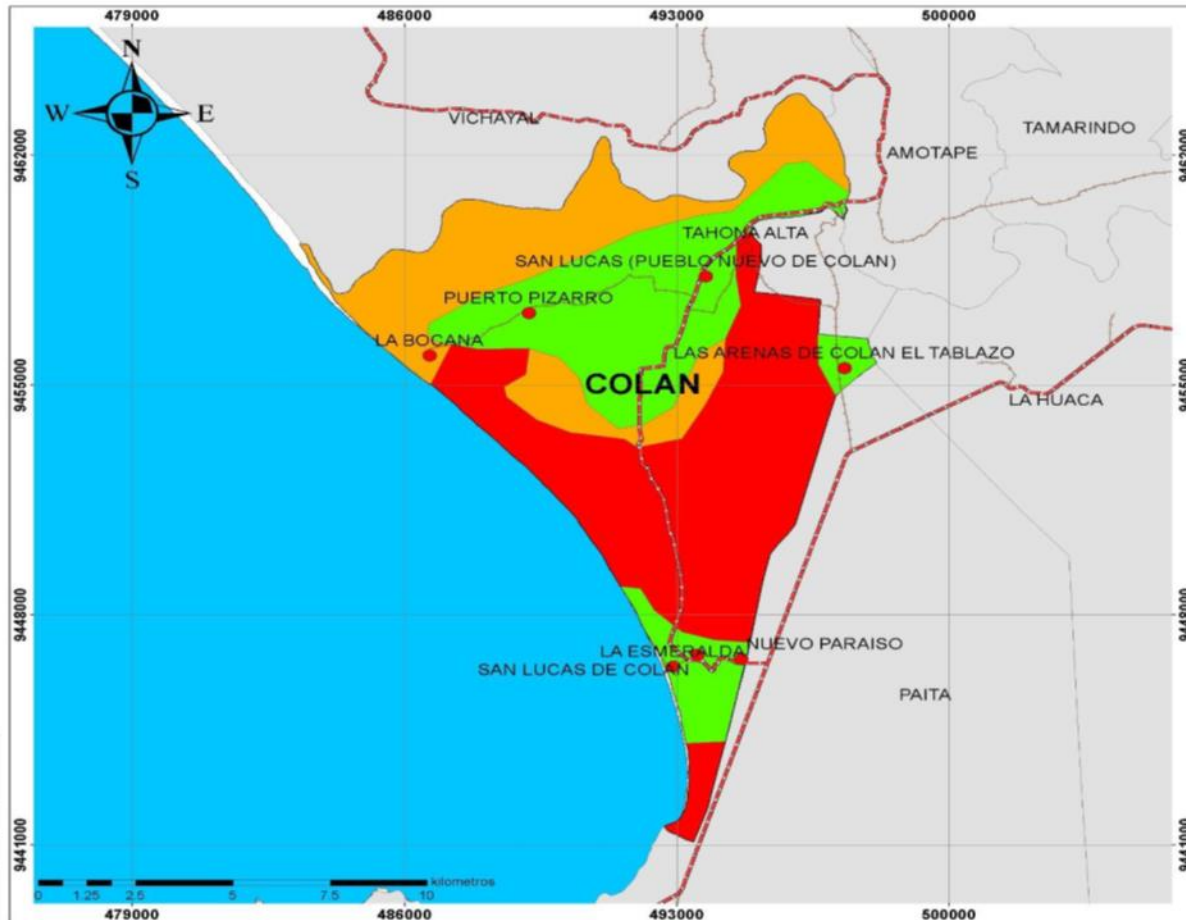 479000 486000 493000 500000
N
W E
S
VICHAYAL
TAMARINDO
9462000 9462000
AMOTAPE
TAHONA ALTA
SAN LUCAS (PUEBLO NUEVO DE COLAN)
PUERTO PIZARRO
LA BOCANA
LAS ARENAS DE COLAN EL TABLAZO
9455000 COLAN 9455000
LA HUACA
9448000 9448000
NUEVO PARAISO
LA ESMERALDA
SAN LUCAS DE COLAN
PAITA
9441000 9441000
kilometros
0 1.25 2.5 5 7.5 10
479000 486000 493000 500000